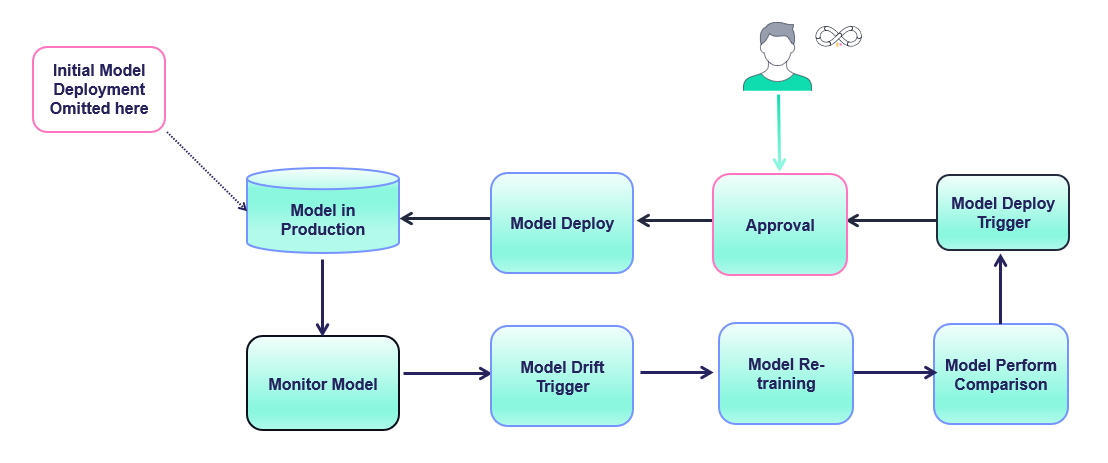 Initial Model
Deployment
Omitted here
Model in
Production
Model Deploy
Approval
Model Deploy
Trigger
Monitor Model
Model Drift
Trigger
Model Re-
training
Model Perform
Comparison